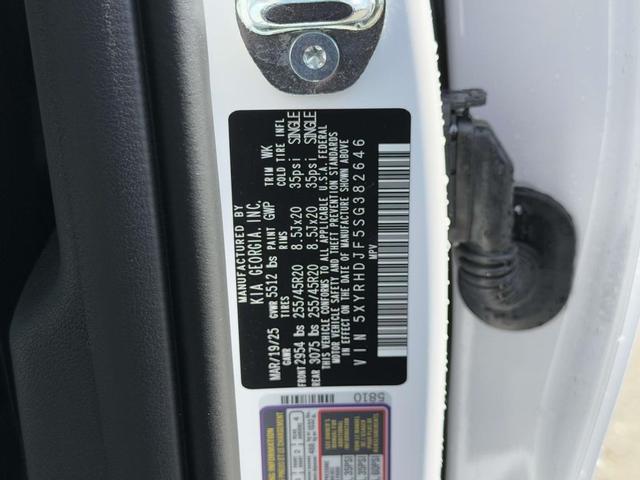 MANUFACTURED BY
KIA GEORGIA, INC.
MAR/19/25 GVWR 5512 lbs PAINT GWP TRIM WK
GAWR TIRES RIMS COLD TIRE INFL
FRONT 2954 lbs 255/45R20 8.5Jx20 35psi SINGLE
REAR 3075 lbs 255/45R20 8.5Jx20 35psi SINGLE
THIS VEHICLE CONFORMS TO ALL APPLICABLE U.S.A. FEDERAL
MOTOR VEHICLE SAFETY AND THEFT PREVENTION STANDARDS
IN EFFECT ON THE DATE OF MANUFACTURE SHOWN ABOVE
VIN 5XYRHDJF5SG382646
MPV
5810